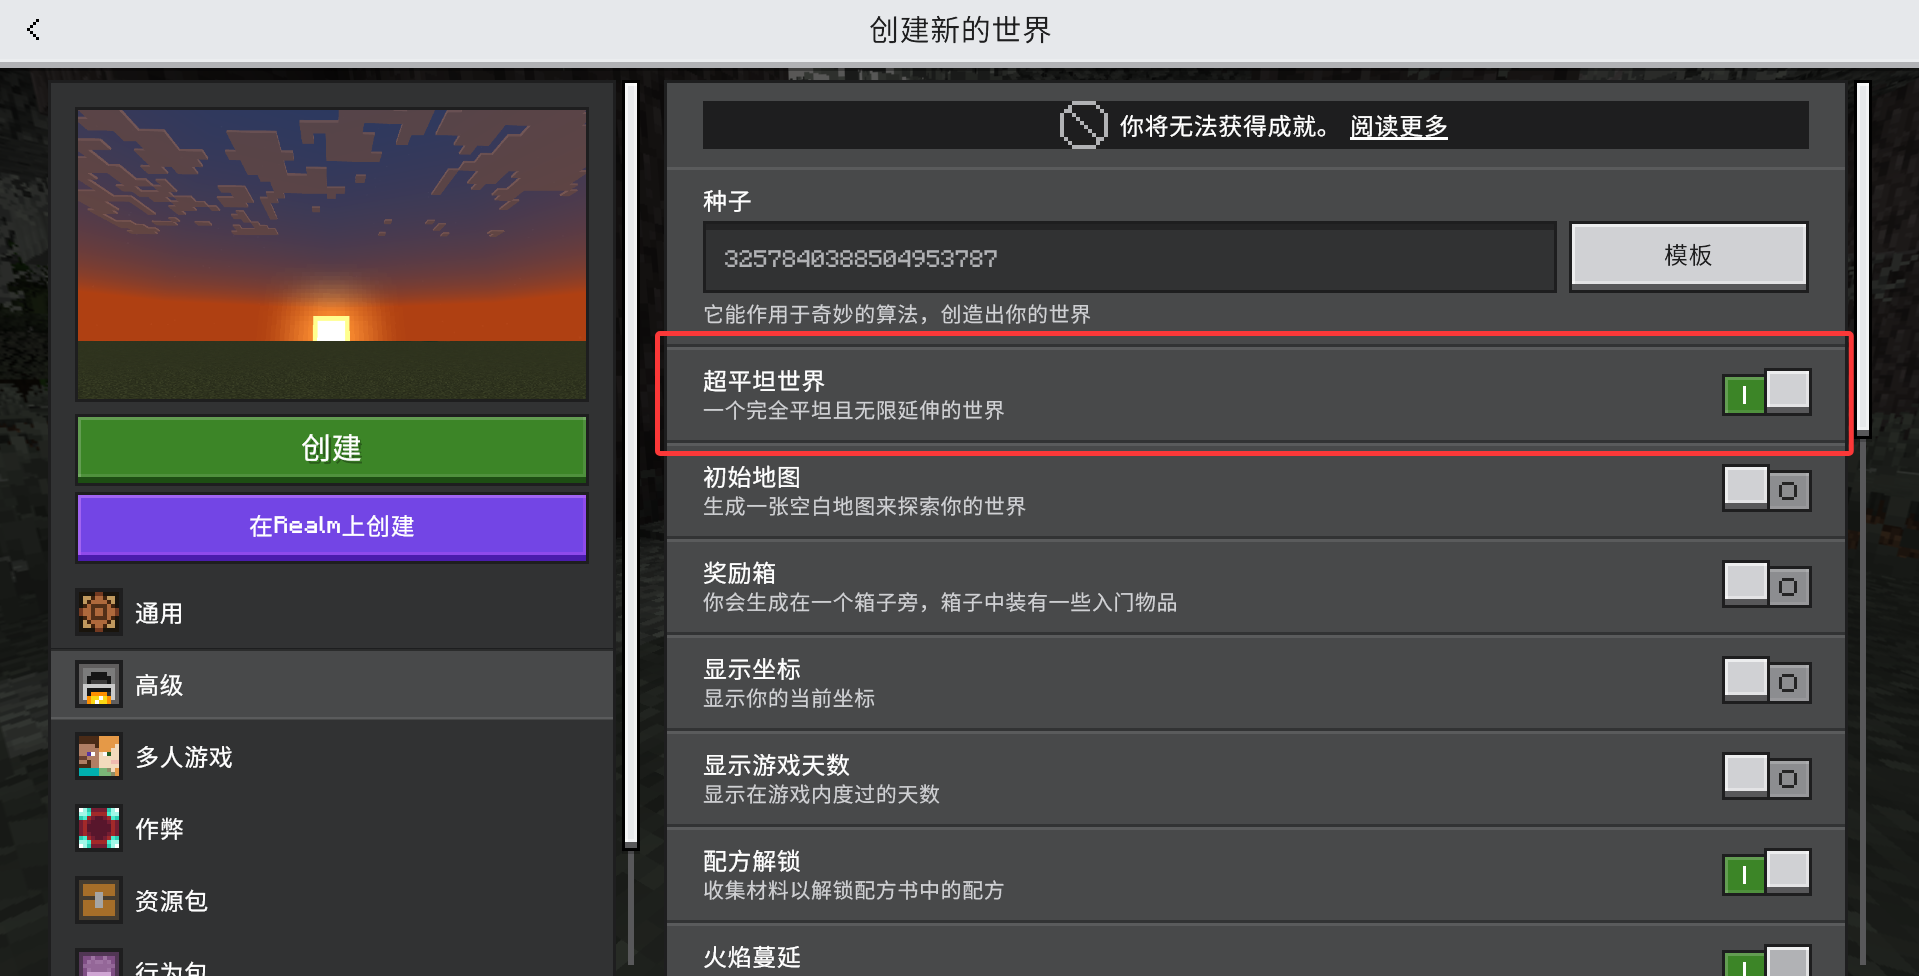 创建新的世界
创建
在Realm上创建
通用
高级
多人游戏
作弊
资源包
行为包
你将无法获得成就。 阅读更多
种子
3257840388504953787
模板
它能作用于奇妙的算法，创造出你的世界
超平坦世界
一个完全平坦且无限延伸的世界
初始地图
生成一张空白地图来探索你的世界
奖励箱
你会生成在一个箱子旁，箱子中装有一些入门物品
显示坐标
显示你的当前坐标
显示游戏天数
显示在游戏内度过的天数
配方解锁
收集材料以解锁配方书中的配方
火焰蔓延